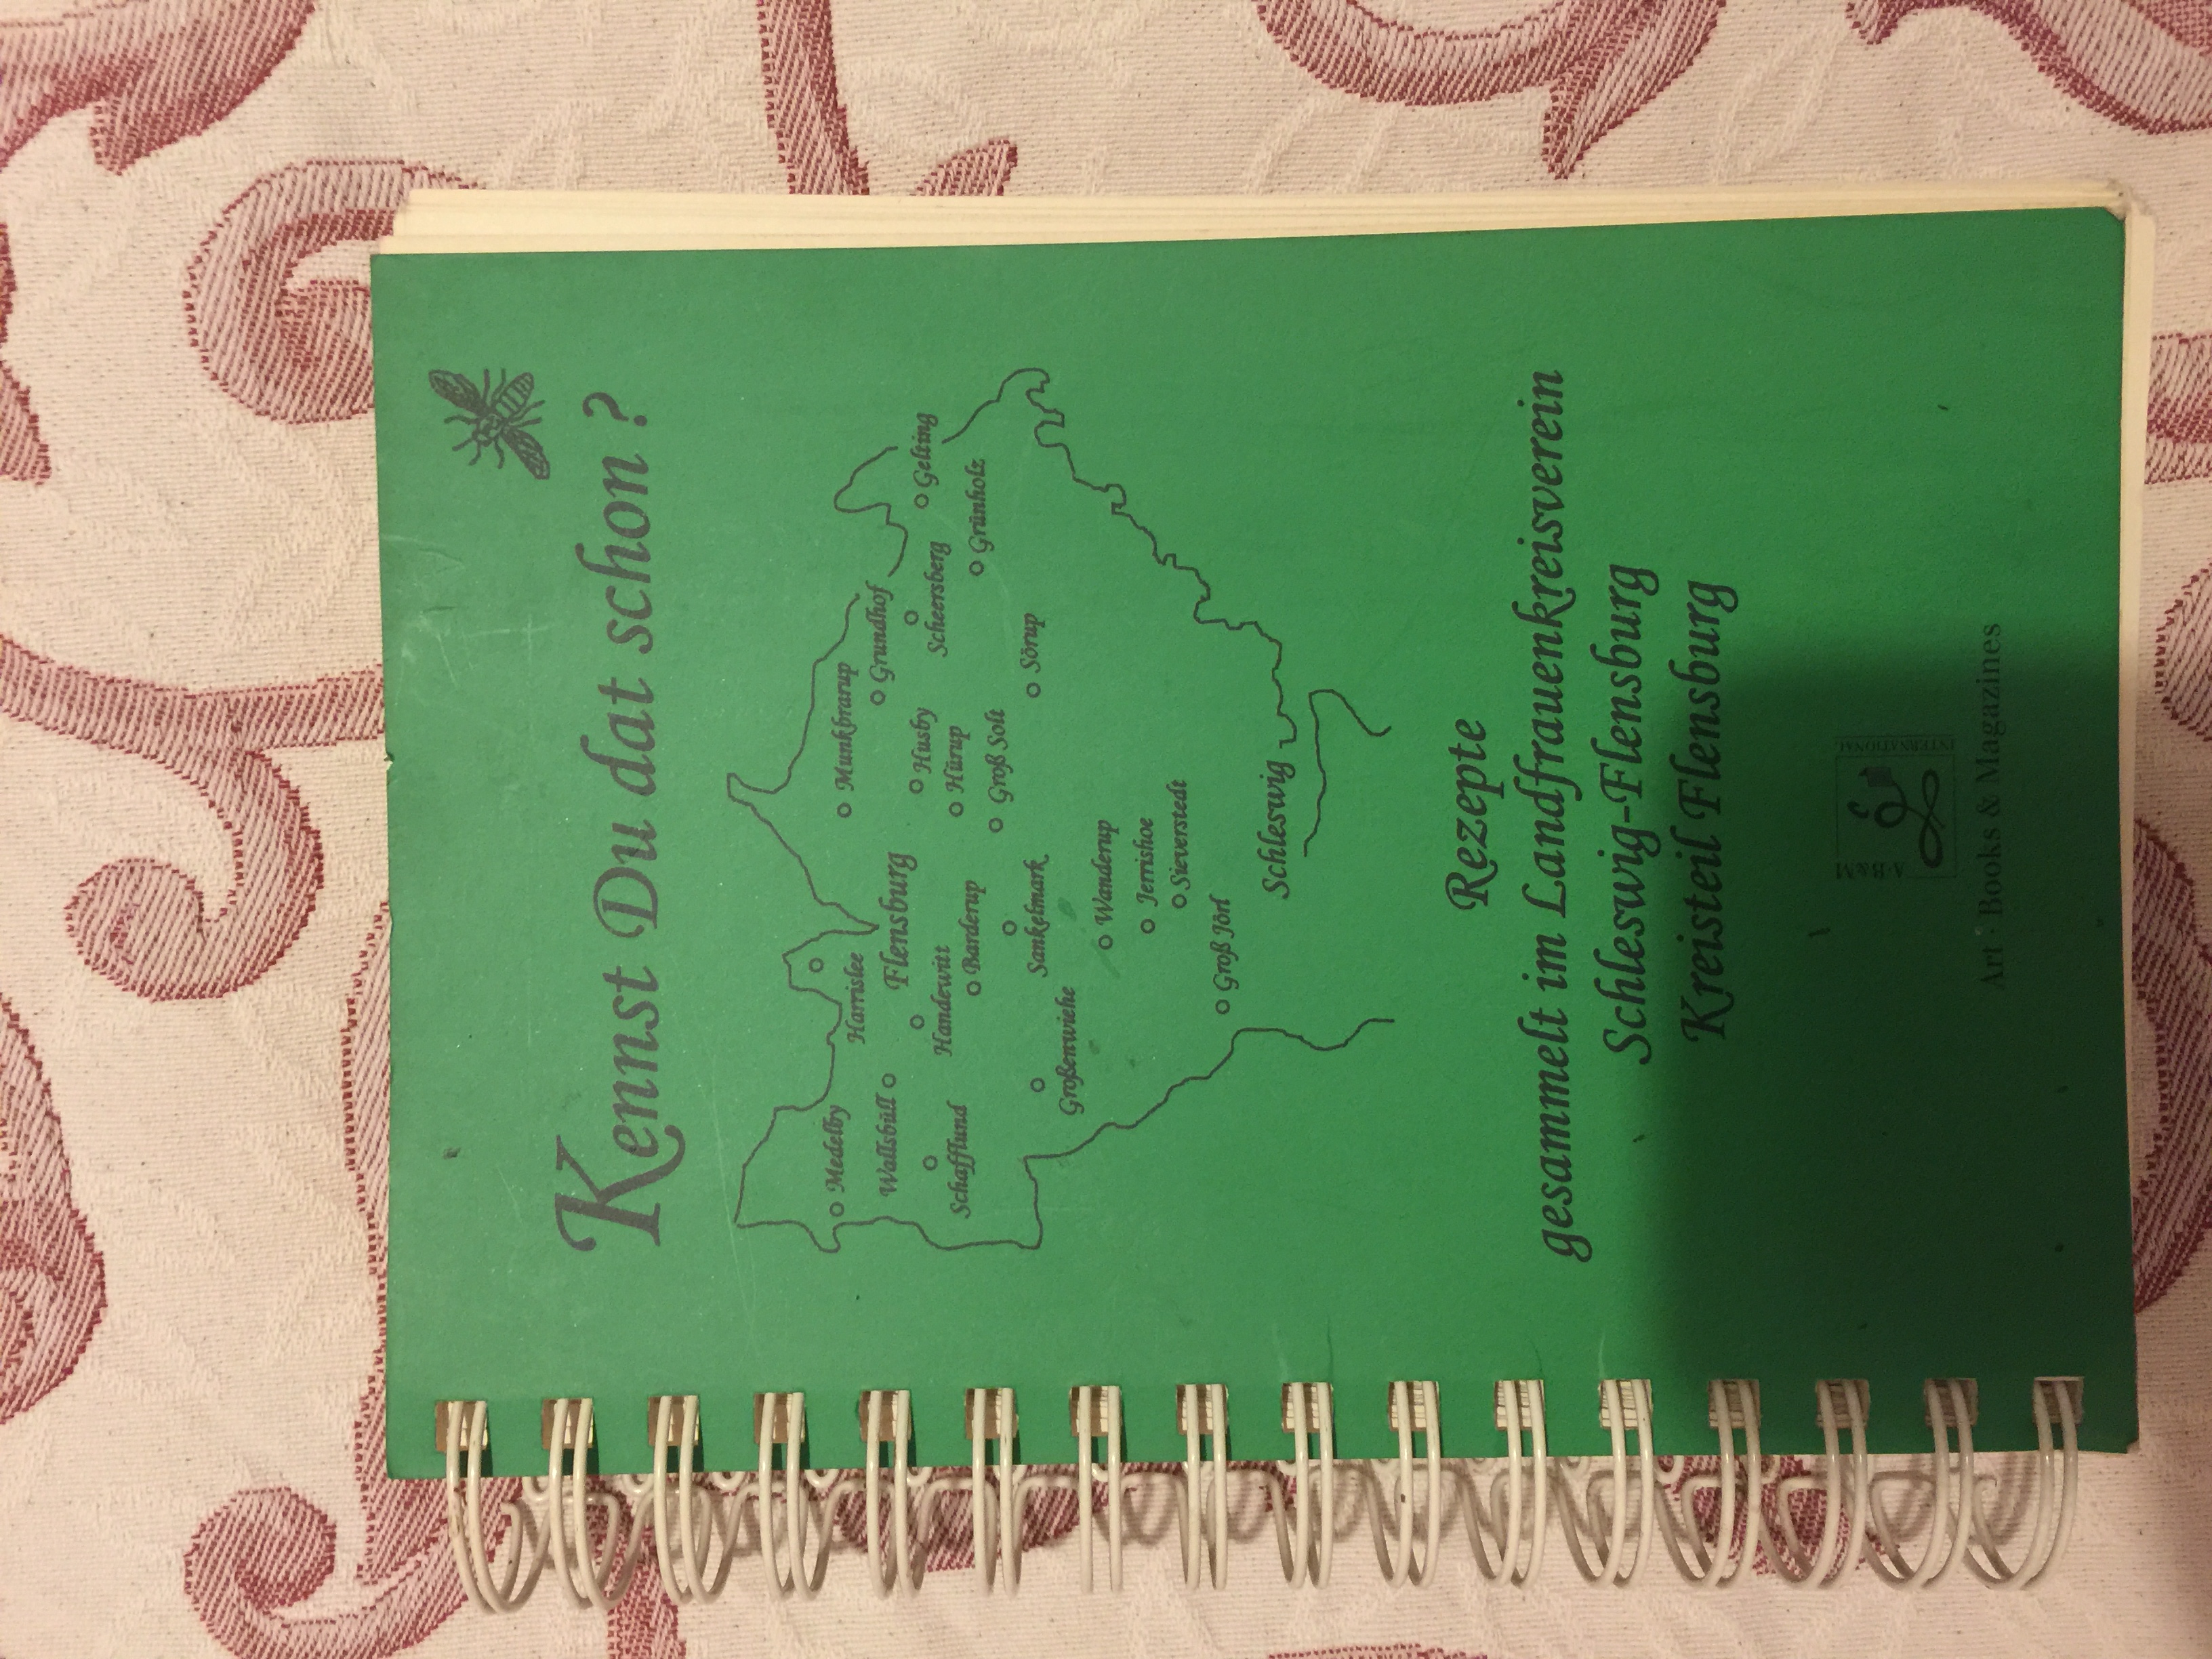 Kennst Du dat schon ?
Medelby
Harrislee
Munkbrarup
Wallsbüll
Flensburg
Grundhof
Schafflund
Handewitt
Husby
Scheersberg
Gelting
Barderup
Hürup
Grünholz
Groß Solt
Sankelmark
Sörup
Großenwiehe
Wanderup
Jerrishoe
Sieverstedt
Groß Jörl
Schleswig
Rezepte
gesammelt im Landfrauenkreisverein
Schleswig-Flensburg
Kreisteil Flensburg
A·B&M
INTERNATIONAL
Art · Books & Magazines